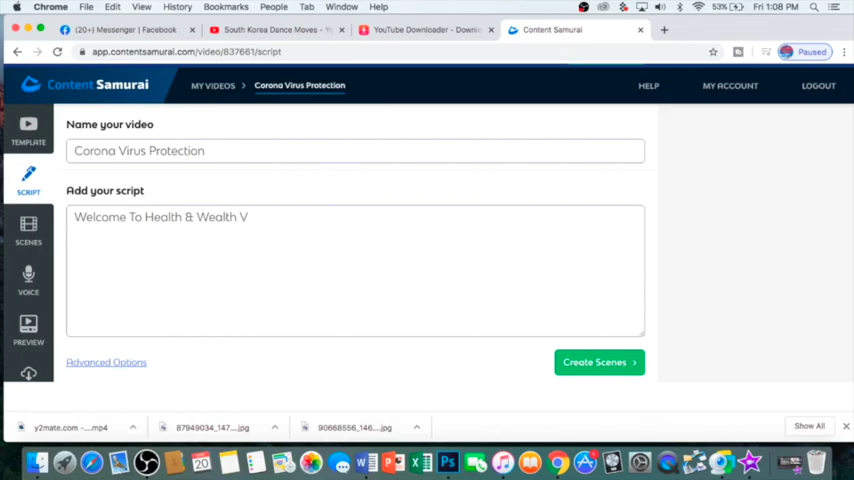 Chrome File Edit View History Bookmarks People Tab Window Help 53% Fri 1:08 PM
(20+) Messenger | Facebook South Korea Dance Moves - Yo YouTube Downloader - Downlo Content Samurai
app.contentsamurai.com/video/837661/script Paused
Content Samurai MY VIDEOS > Corona Virus Protection HELP MY ACCOUNT LOGOUT
TEMPLATE
SCRIPT
SCENES
VOICE
PREVIEW
Name your video
Corona Virus Protection
Add your script
Welcome To Health & Wealth V
Advanced Options Create Scenes >
y2mate.com -....mp4 87949034_147....jpg 90668556_146....jpg Show All
20